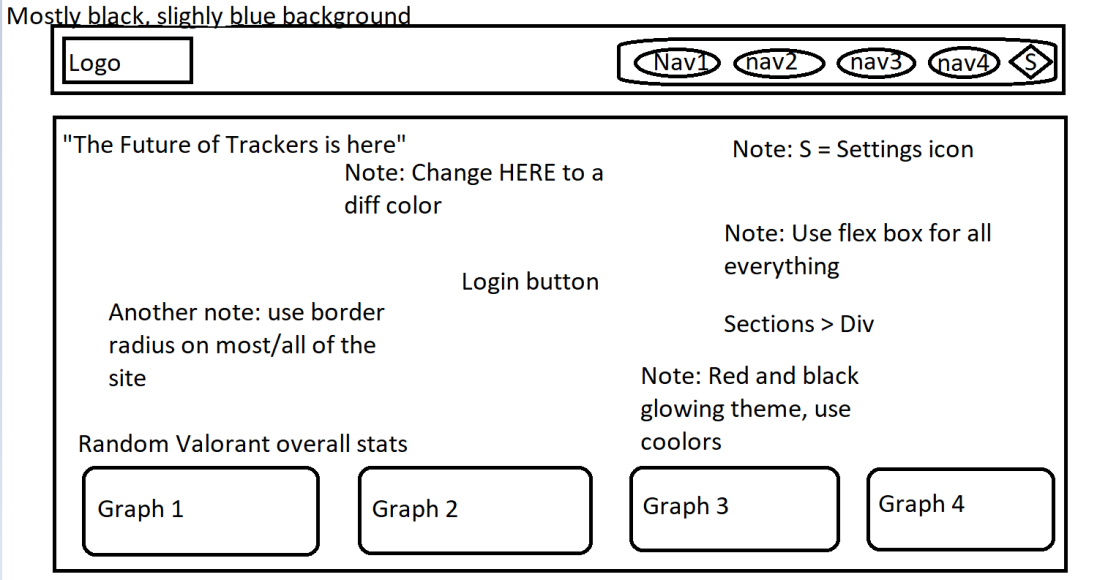 Mostly black, slighly blue background
Logo
Nav1 nav2 nav3 nav4 S
"The Future of Trackers is here"
Note: S = Settings icon
Note: Change HERE to a
diff color
Note: Use flex box for all
everything
Login button
Another note: use border
radius on most/all of the
site
Sections > Div
Note: Red and black
glowing theme, use
coolors
Random Valorant overall stats
Graph 1
Graph 2
Graph 3
Graph 4